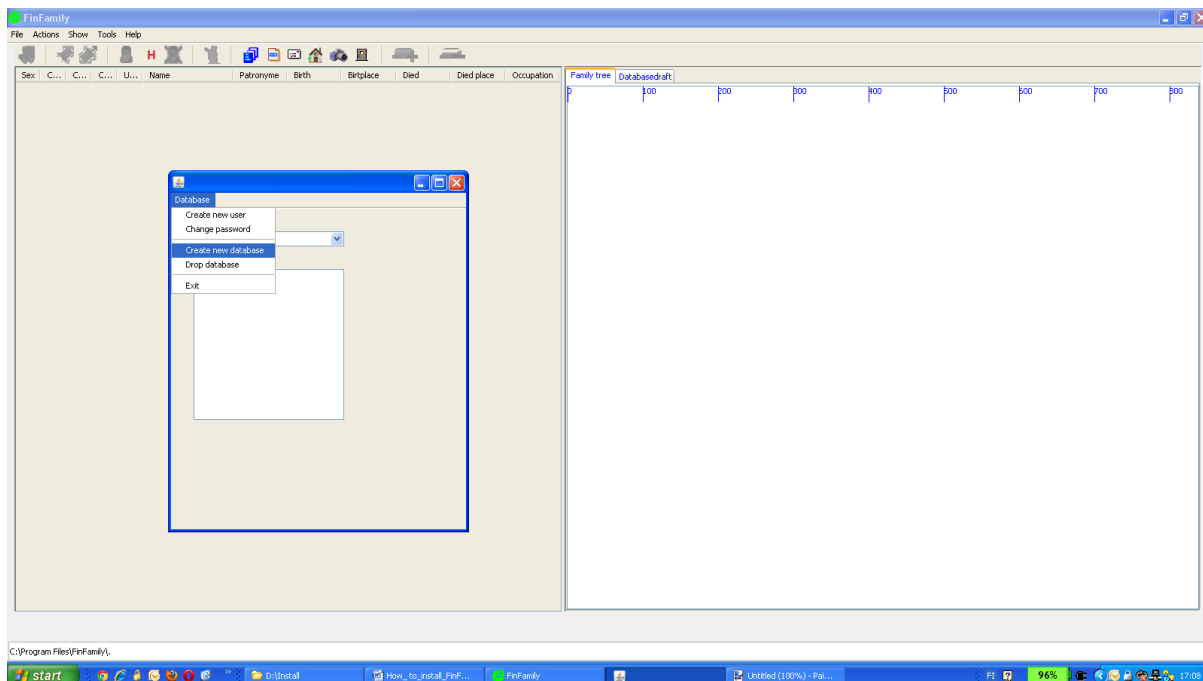 FinFamily
File Actions Show Tools Help
H
Sex C... C... C... U... Name Patronyme Birth Birtplace Died Died place Occupation
Family tree Databasedraft
0 100 200 300 400 500 600 700 800
Database
Create new user
Change password
Create new database
Drop database
Exit
C:\Program Files\FinFamily\.
start D:\Install How_to_install_FinF... FinFamily Untitled (100%) - Pai... FI 96% 17:05